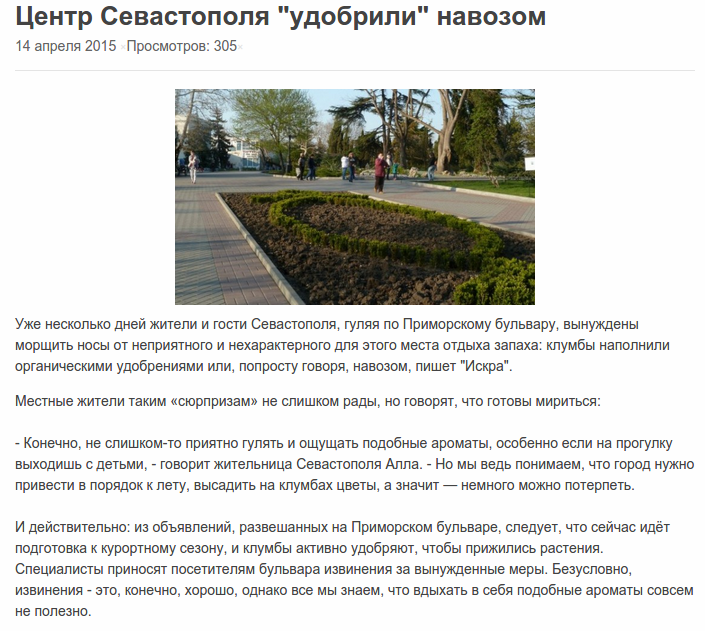 Центр Севастополя "удобрили" навозом
14 апреля 2015 Просмотров: 305
Уже несколько дней жители и гости Севастополя, гуляя по Приморскому бульвару, вынуждены
морщить носы от неприятного и нехарактерного для этого места отдыха запаха: клумбы наполнили
органическими удобрениями или, попросту говоря, навозом, пишет "Искра".
Местные жители таким «сюрпризам» не слишком рады, но говорят, что готовы мириться:
- Конечно, не слишком-то приятно гулять и ощущать подобные ароматы, особенно если на прогулку
выходишь с детьми, - говорит жительница Севастополя Алла. - Но мы ведь понимаем, что город нужно
привести в порядок к лету, высадить на клумбах цветы, а значит — немного можно потерпеть.
И действительно: из объявлений, развешанных на Приморском бульваре, следует, что сейчас идёт
подготовка к курортному сезону, и клумбы активно удобряют, чтобы прижились растения.
Специалисты приносят посетителям бульвара извинения за вынужденные меры. Безусловно,
извинения - это, конечно, хорошо, однако все мы знаем, что вдыхать в себя подобные ароматы совсем
не полезно.